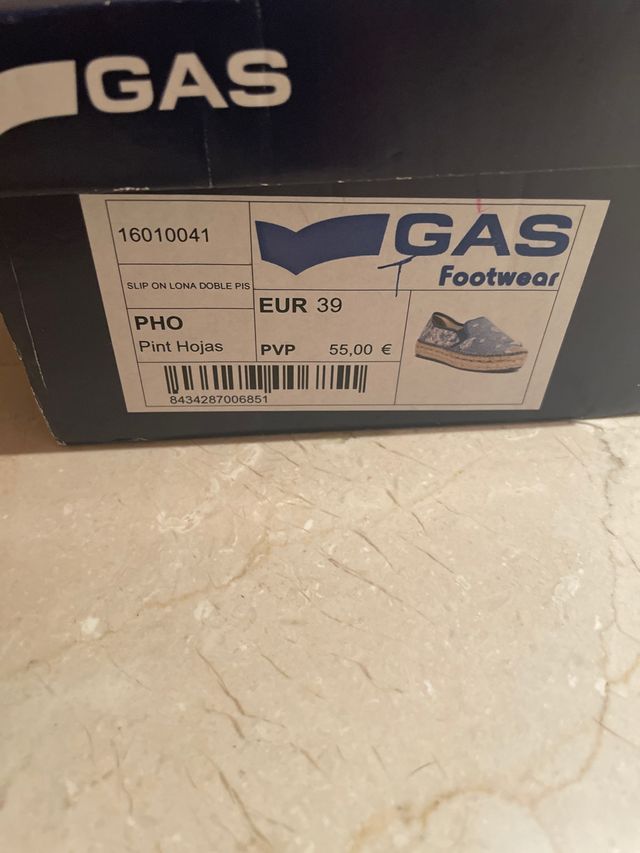 GAS
16010041
GAS
Footwear
SLIP ON LONA DOBLE PIS
EUR 39
PHO
Pint Hojas
PVP 55,00 €
8434287006851